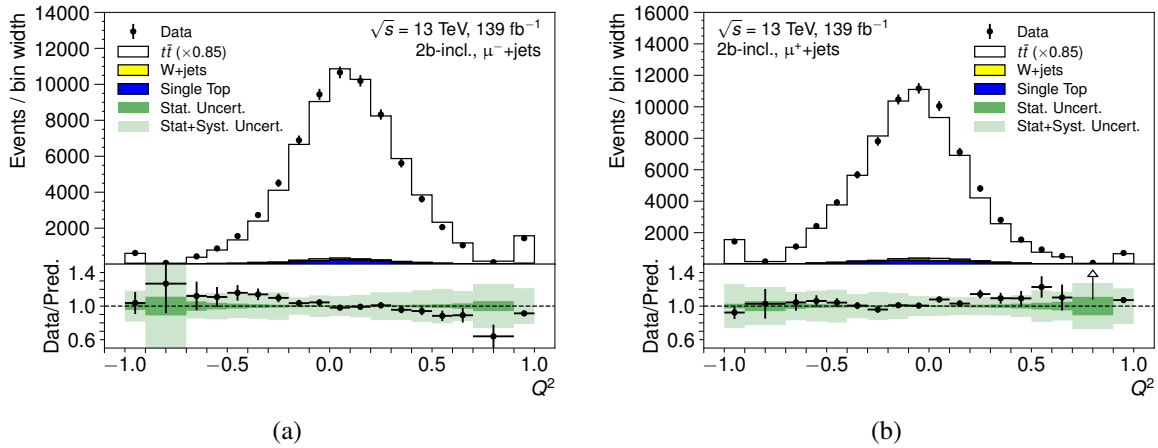 Events / bin width
14000
12000
10000
8000
6000
4000
2000
Data
tt̄ (×0.85)
W+jets
Single Top
Stat. Uncert.
Stat+Syst. Uncert.
√s = 13 TeV, 139 fb⁻¹
2b-incl., μ⁻+jets
Data/Pred.
1.4
1.0
0.6
−1.0 −0.5 0.0 0.5 1.0
Q²
(a)
Events / bin width
16000
14000
12000
10000
8000
6000
4000
2000
√s = 13 TeV, 139 fb⁻¹
2b-incl., μ⁺+jets
Data
tt̄ (×0.85)
W+jets
Single Top
Stat. Uncert.
Stat+Syst. Uncert.
Data/Pred.
1.4
1.0
0.6
−1.0 −0.5 0.0 0.5 1.0
Q²
(b)